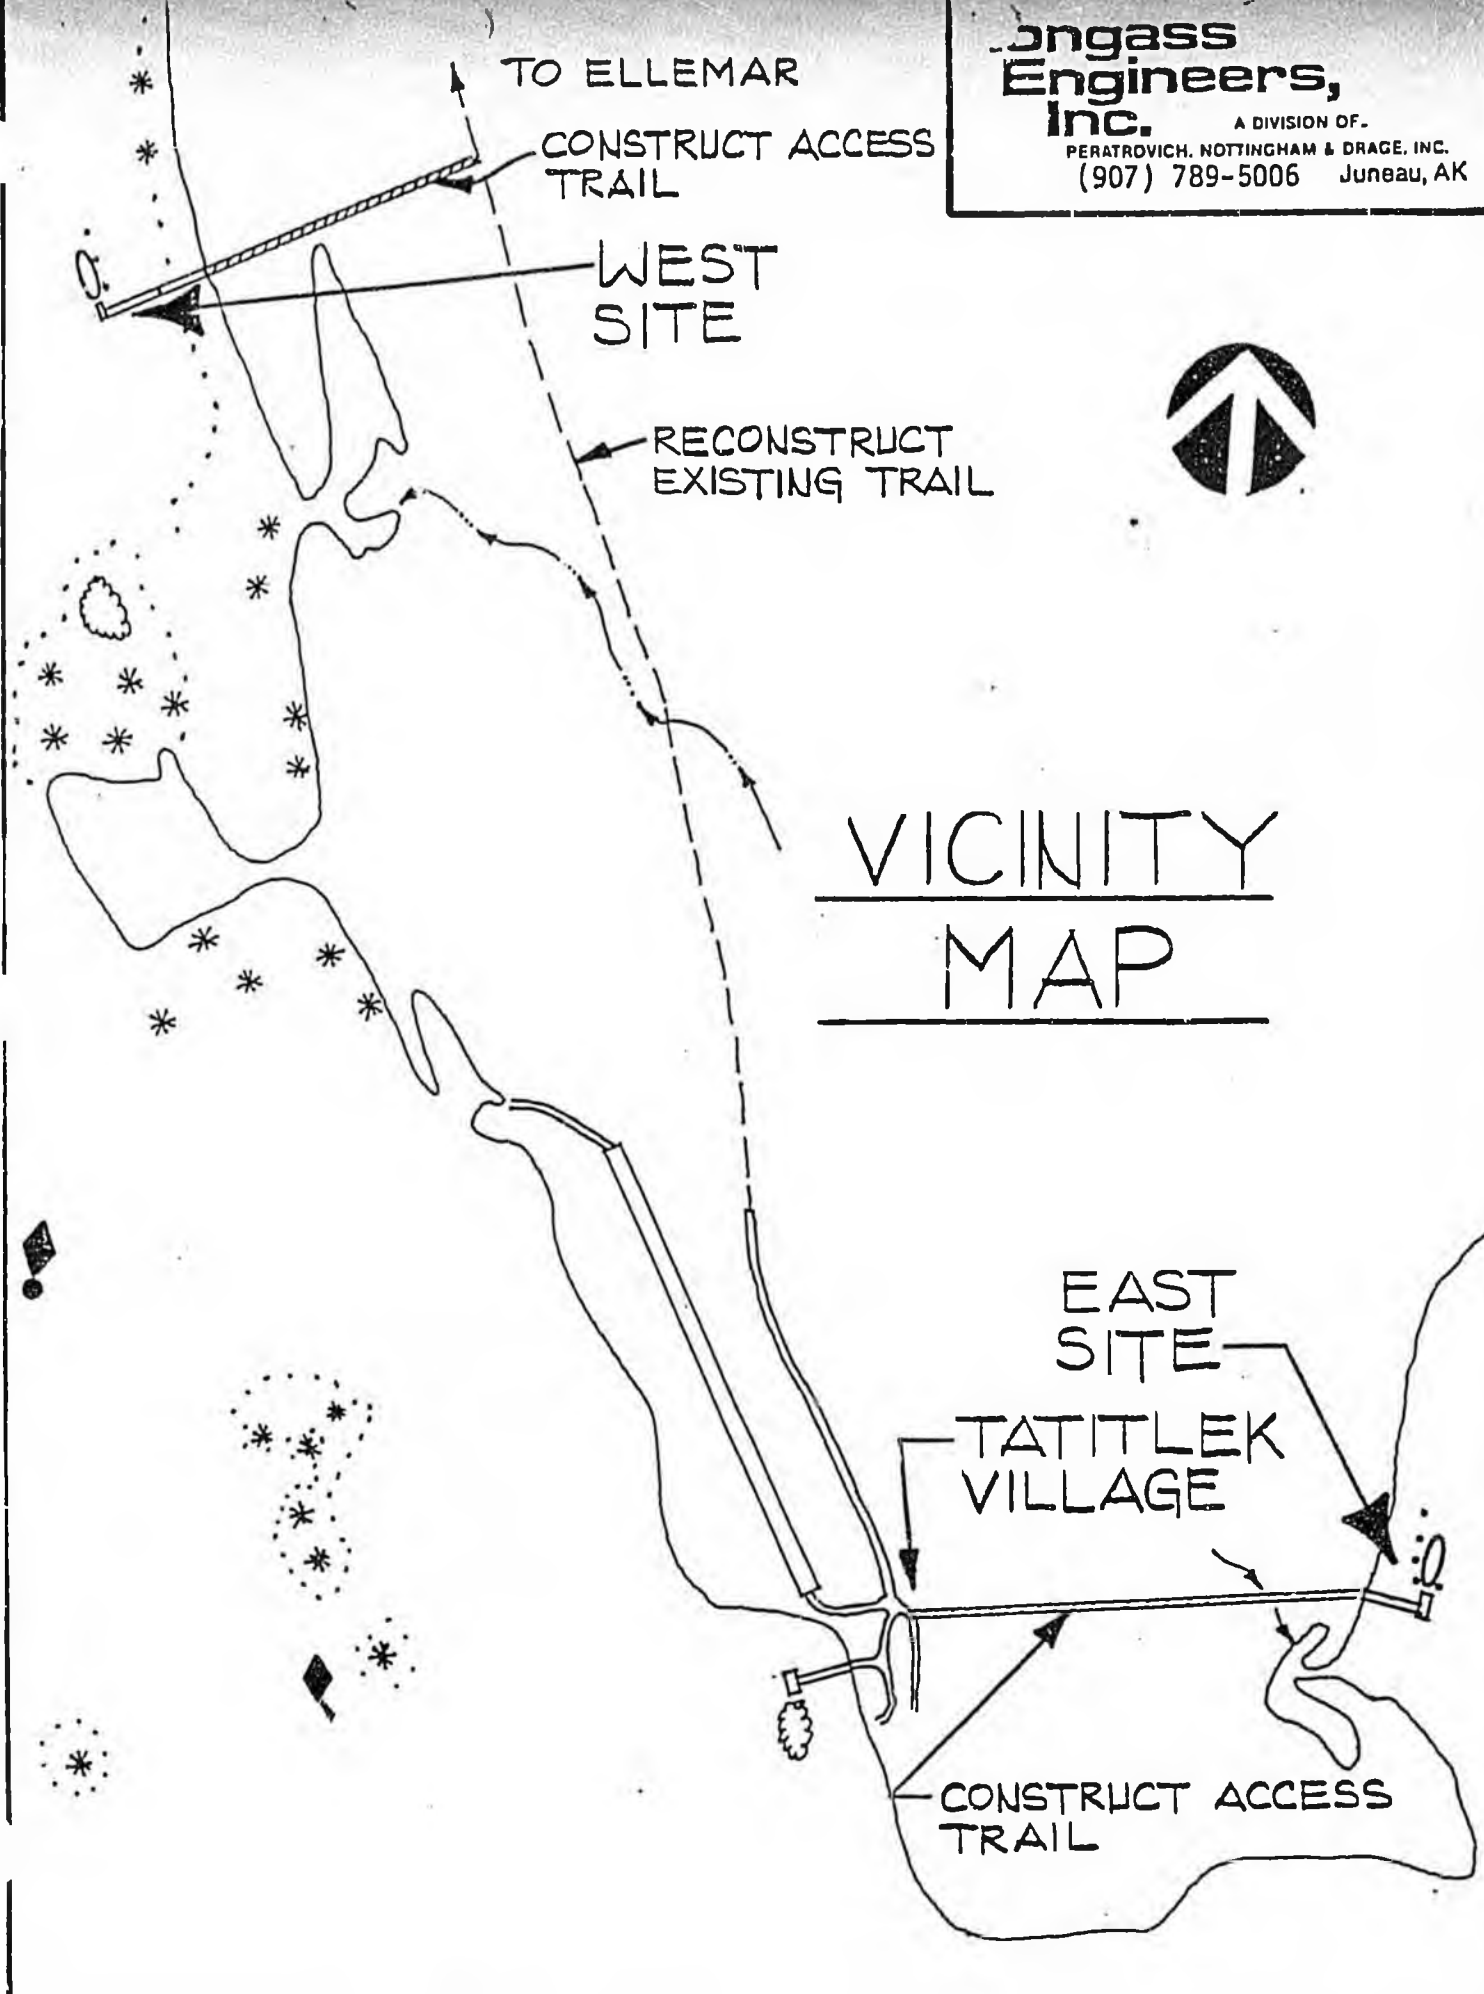 Engineers,
Inc.
A DIVISION OF
PERATROVICH, NOTTINGHAM & DRAGE, INC.
(907) 789-5006 Juneau, AK
TO ELLEMAR
CONSTRUCT ACCESS
TRAIL
WEST
SITE
RECONSTRUCT
EXISTING TRAIL
VICINITY
MAP
EAST
SITE
TATITLEK
VILLAGE
CONSTRUCT ACCESS
TRAIL